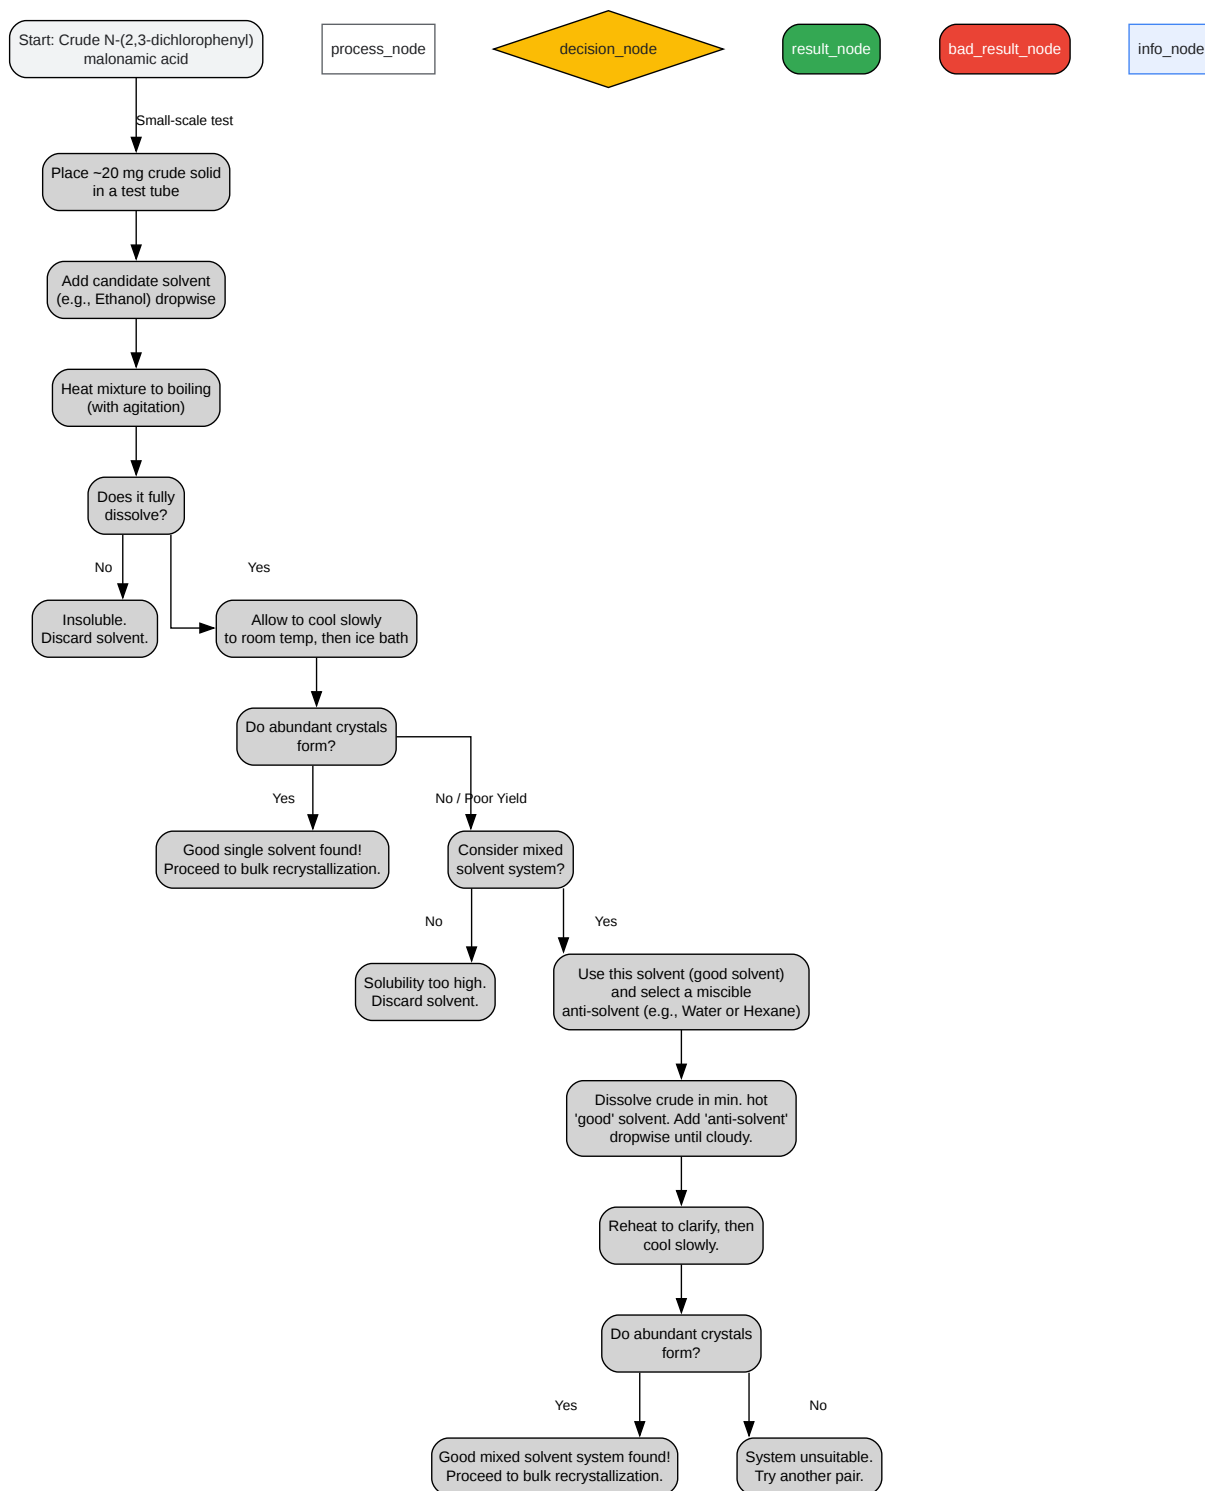 Start: Crude N-(2,3-dichlorophenyl)
malonamic acid
process_node
decision_node
result_node
bad_result_node
info_node
Small-scale test
Place ~20 mg crude solid
in a test tube
Add candidate solvent
(e.g., Ethanol) dropwise
Heat mixture to boiling
(with agitation)
Does it fully
dissolve?
No
Yes
Insoluble.
Discard solvent.
Allow to cool slowly
to room temp, then ice bath
Do abundant crystals
form?
Yes
No / Poor Yield
Good single solvent found!
Proceed to bulk recrystallization.
Consider mixed
solvent system?
No
Yes
Solubility too high.
Discard solvent.
Use this solvent (good solvent)
and select a miscible
anti-solvent (e.g., Water or Hexane)
Dissolve crude in min. hot
'good' solvent. Add 'anti-solvent'
dropwise until cloudy.
Reheat to clarify, then
cool slowly.
Do abundant crystals
form?
Yes
No
Good mixed solvent system found!
Proceed to bulk recrystallization.
System unsuitable.
Try another pair.